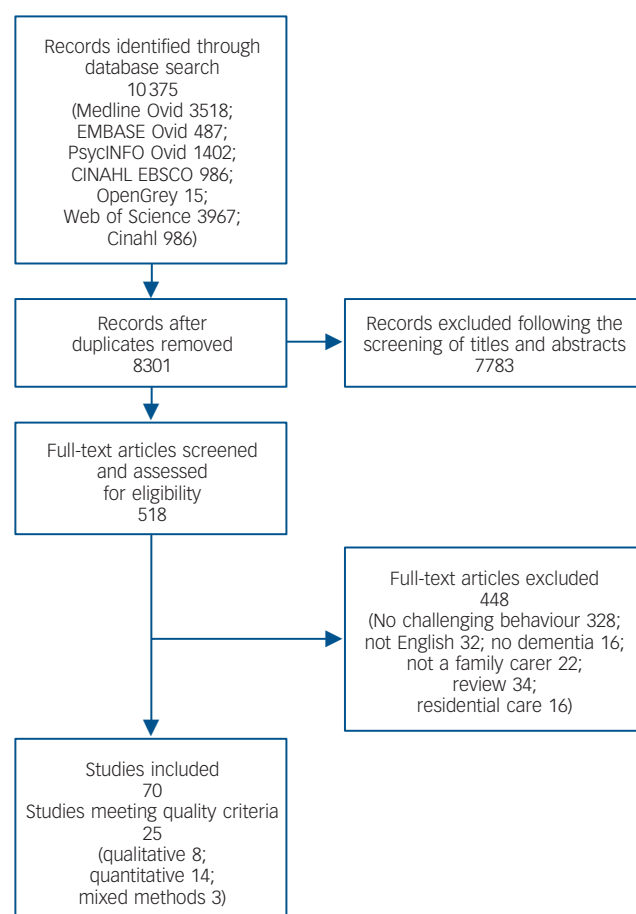 Records identified through
database search
10 375
(Medline Ovid 3518;
EMBASE Ovid 487;
PsycINFO Ovid 1402;
CINAHL EBSCO 986;
OpenGrey 15;
Web of Science 3967;
Cinahl 986)
Records after
duplicates removed
8301
Records excluded following the
screening of titles and abstracts
7783
Full-text articles screened
and assessed
for eligibility
518
Full-text articles excluded
448
(No challenging behaviour 328;
not English 32; no dementia 16;
not a family carer 22;
review 34;
residential care 16)
Studies included
70
Studies meeting quality criteria
25
(qualitative 8;
quantitative 14;
mixed methods 3)